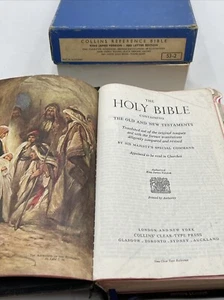 COLLINS REFERENCE BIBLE
THE
HOLY BIBLE
CONTAINING
THE OLD AND NEW TESTAMENTS
Translated out of the original tongues
and with the former translations
diligently compared and revised
BY HIS MAJESTY'S SPECIAL COMMAND
Appointed to be read in Churches
LONDON AND NEW YORK
COLLINS' CLEAR-TYPE PRESS
GLASGOW · TORONTO · SYDNEY · AUCKLAND